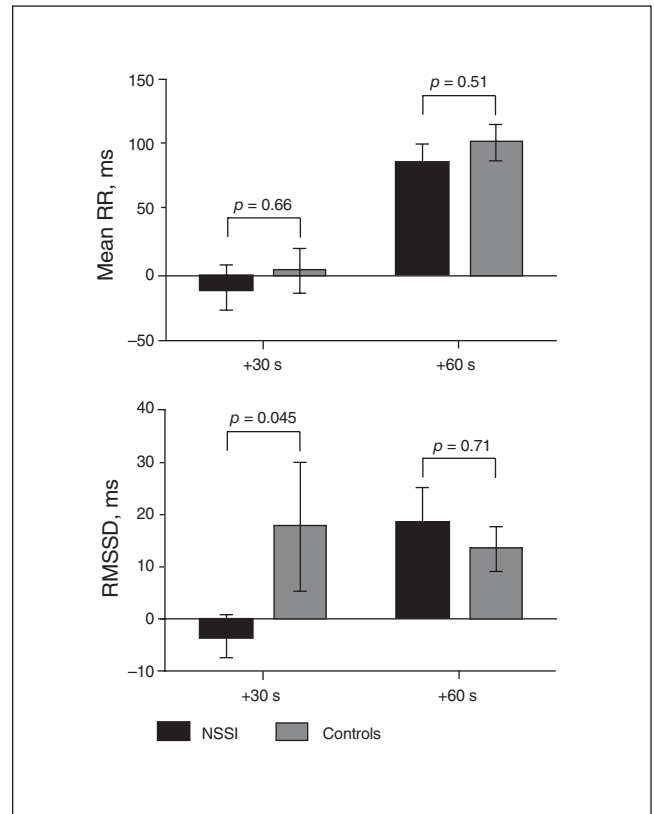 150
100
50
0
–50
Mean RR, ms
p = 0.66
p = 0.51
+30 s
+60 s
40
30
20
10
0
–10
RMSSD, ms
p = 0.045
p = 0.71
+30 s
+60 s
NSSI
Controls